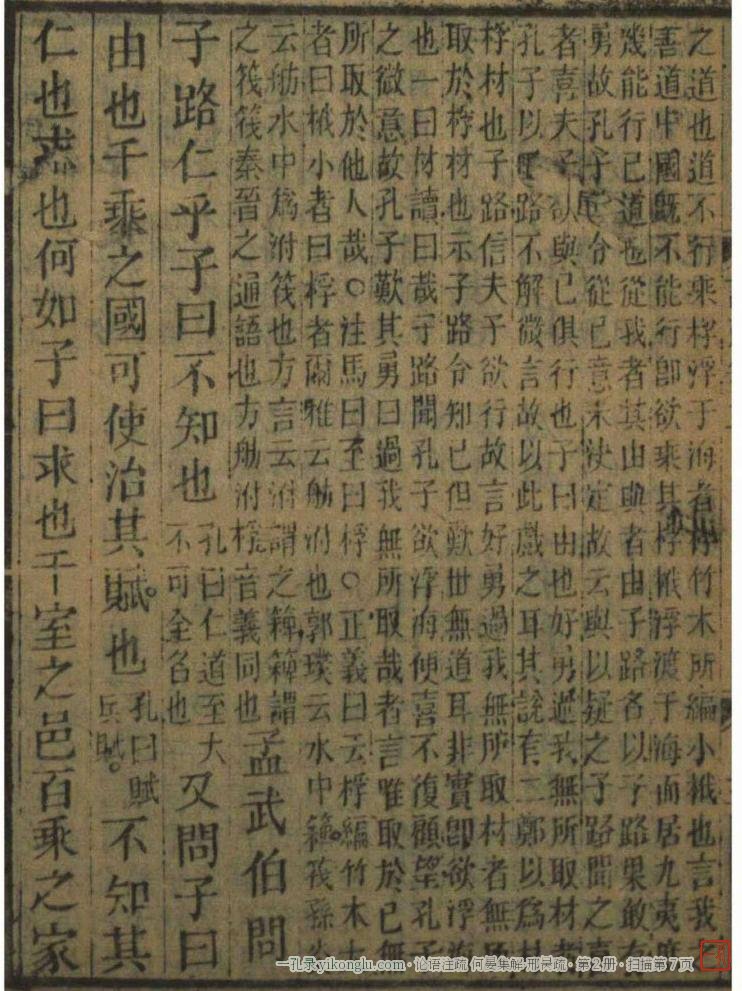 之道也道不行乘桴浮于海者桴竹木所編小栰也言我之
善道中國既不能行即欲乘其桴栰浮渡于海而居九夷庶
幾能行已道也從我者其由與者由子路名以子路果敢有
勇故孔子欲令從已意未決定故云與以疑之子路聞之喜
者喜夫子欲與已俱行也子曰由也好勇過我無所取材者
孔子以子路不解微言故以此戲之耳其說有二鄭以爲材
桴材也子路信夫子欲行故言好勇過我無所取材者無所
取於桴材也示子路令知已但歎世無道耳非實即欲浮海
也一曰材讀曰哉子路聞孔子欲浮海便喜不復顧望孔子
之微意故孔子歎其勇曰過我無所取哉者言唯取於已無
所取於他人哉○注馬曰至曰桴○正義曰云桴編竹木大
者曰栰小者曰桴者爾雅云舫泭也郭璞云水中筏孫炎
云舫水中爲泭筏也方言云泭謂之謂
之筏筏秦晉之通語也方舫泭桴音義同也
孟武伯問
子路仁乎子曰不知也
孔曰仁道至大
不可全名也
又問子曰
由也千乘之國可使治其賦也
孔曰賦
兵賦。
不知其
仁也求也何如子曰求也千室之邑百乘之家
一孔录yikonglu.com · 论语注疏 何晏集解·邢昺疏 · 第2册 · 扫描第7页